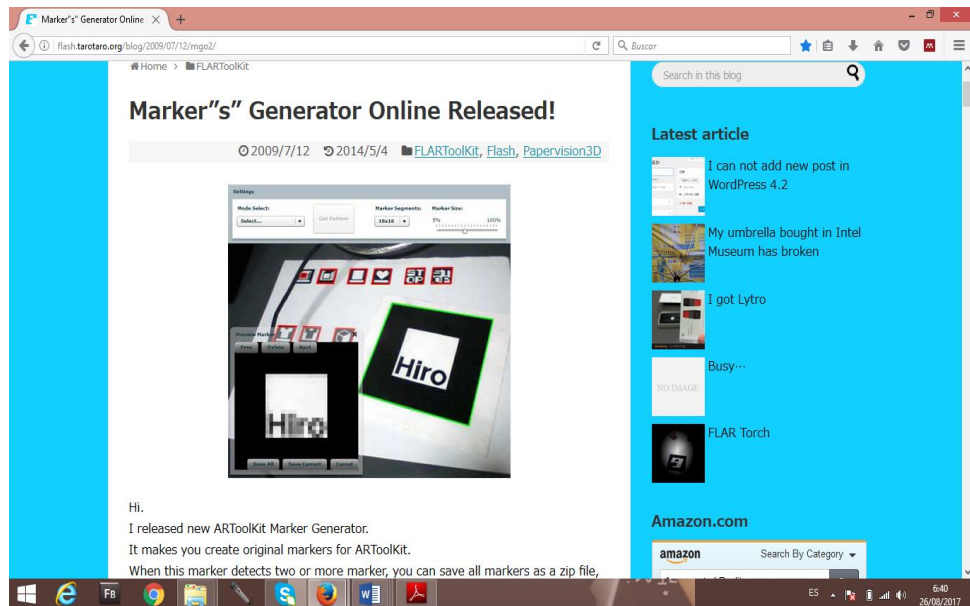 Marker"s" Generator Online
flash.tarotaro.org/blog/2009/07/12/mgo2/
Buscar
Home > FLARToolKit
Search in this blog
Marker"s" Generator Online Released!
2009/7/12 2014/5/4 FLARToolKit, Flash, Papervision3D
Settings
Mode Select: Marker Segments: Marker Size:
Select... Get Pattern 16x16 5% 100%
STOP
Preview Marker
Prev Delete Next
Hiro
Hiro
Save All Save Current Cancel
Hi.
I released new ARToolKit Marker Generator.
It makes you create original markers for ARToolKit.
When this marker detects two or more marker, you can save all markers as a zip file,
Latest article
I can not add new post in
WordPress 4.2
My umbrella bought in Intel
Museum has broken
I got Lytro
NO IMAGE
Busy…
FLAR Torch
Amazon.com
amazon Search By Category
FB
ES
6:40
26/08/2017